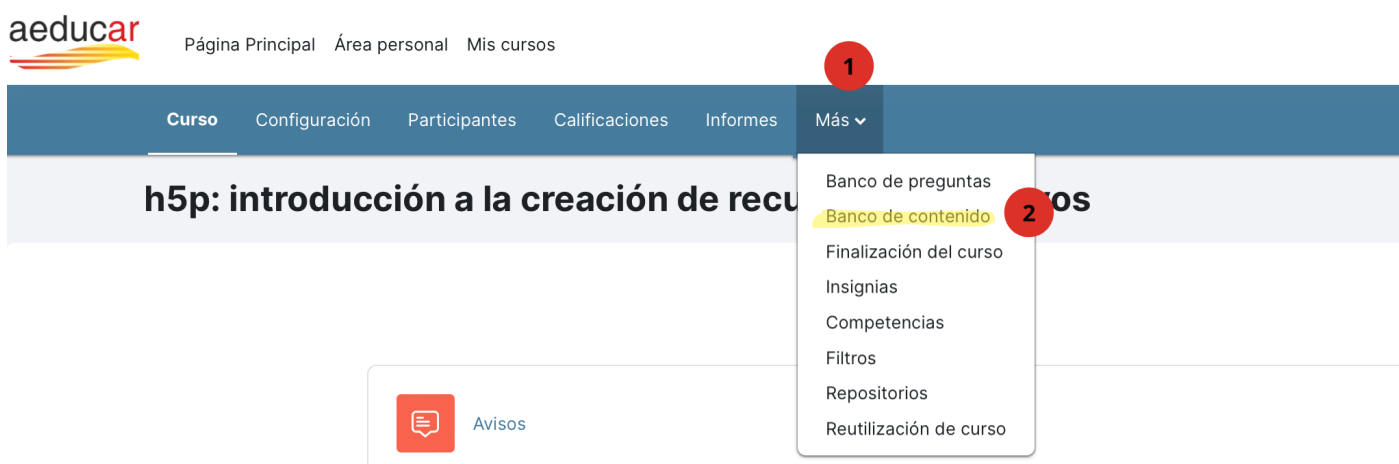 aeducar
Página Principal Área personal Mis cursos
1
Curso Configuración Participantes Calificaciones Informes Más
h5p: introducción a la creación de recu os
Banco de preguntas
Banco de contenido 2
Finalización del curso
Insignias
Competencias
Filtros
Repositorios
Reutilización de curso
Avisos